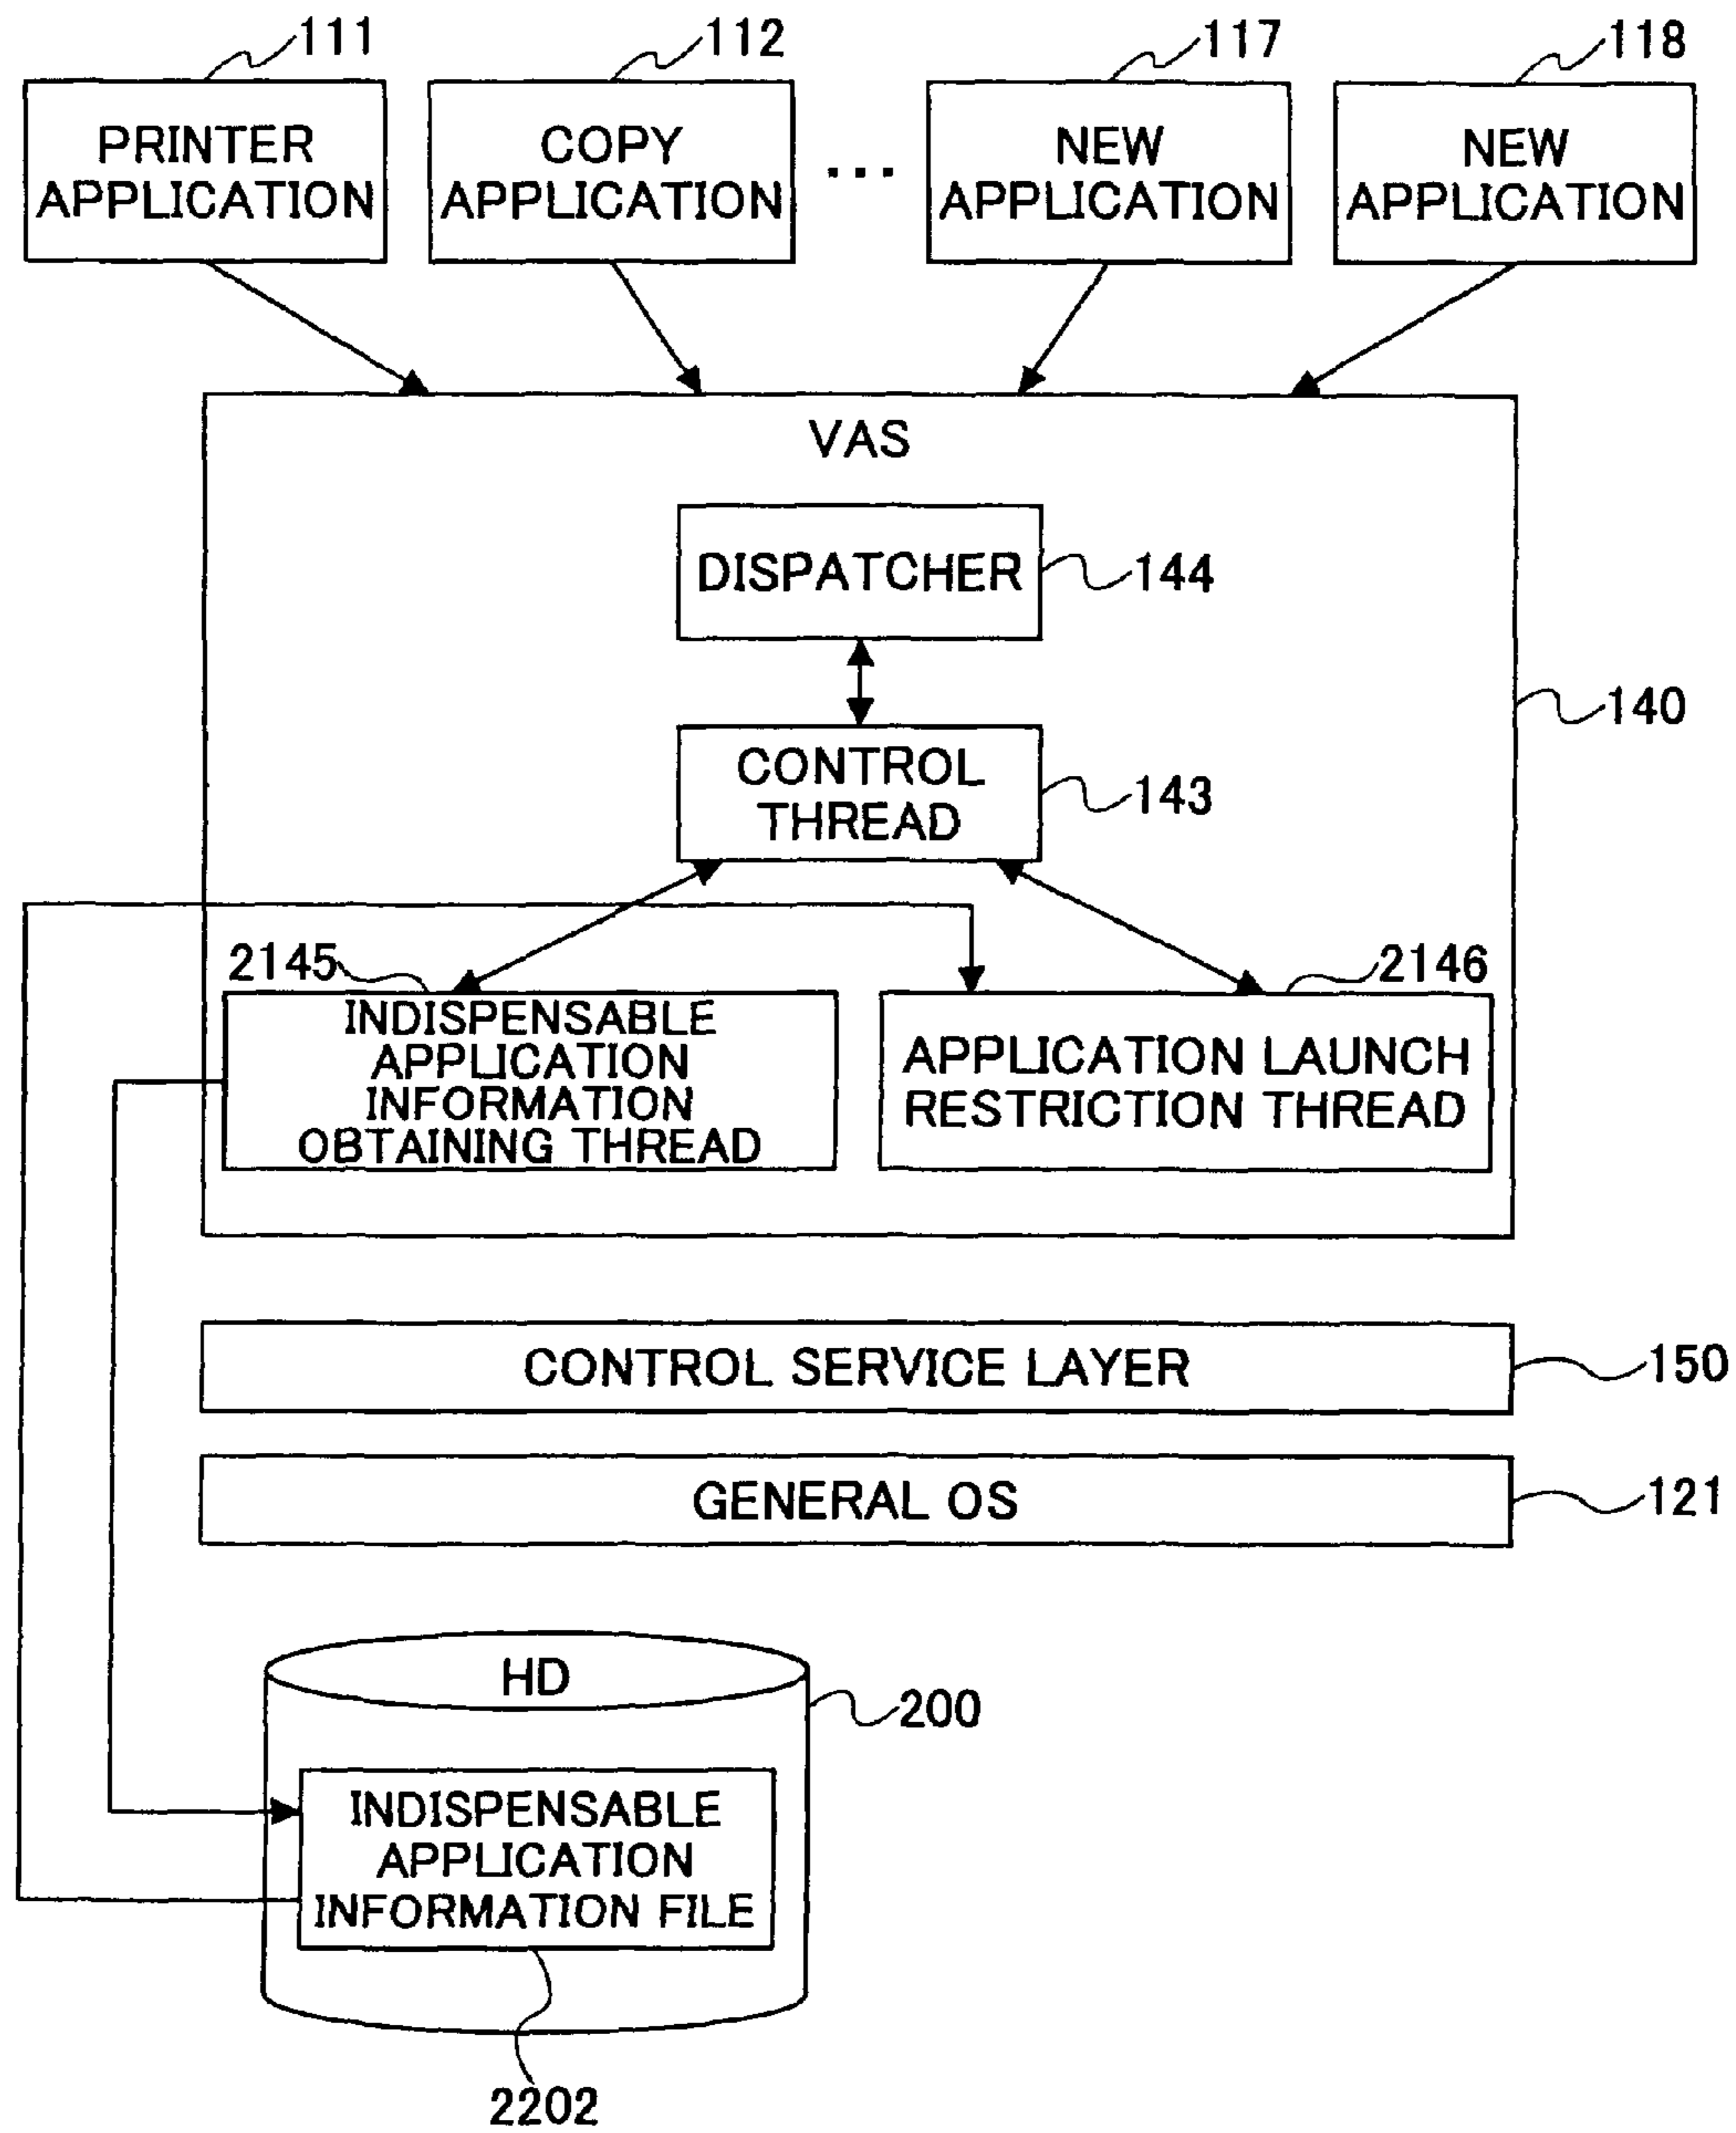 111
112
117
118
PRINTER
APPLICATION
COPY
APPLICATION
...
NEW
APPLICATION
NEW
APPLICATION
VAS
DISPATCHER
144
140
CONTROL
THREAD
143
2145
2146
INDISPENSABLE
APPLICATION
INFORMATION
OBTAINING THREAD
APPLICATION LAUNCH
RESTRICTION THREAD
CONTROL SERVICE LAYER
150
GENERAL OS
121
HD
200
INDISPENSABLE
APPLICATION
INFORMATION FILE
2202